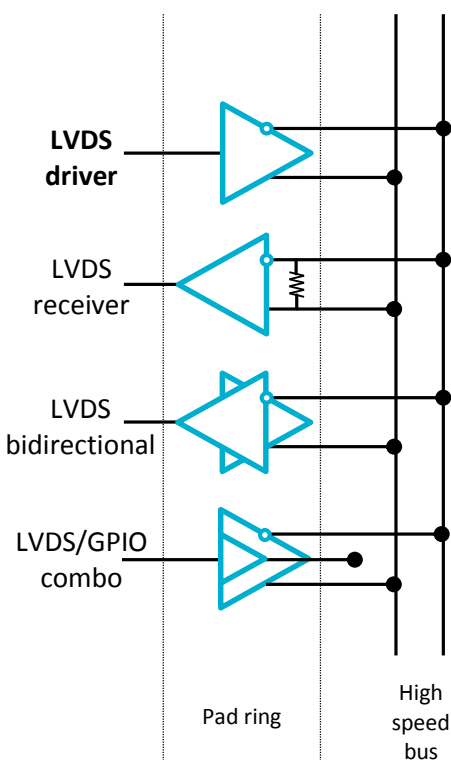 LVDS
driver
LVDS
receiver
LVDS
bidirectional
LVDS/GPIO
combo
Pad ring
High
speed
bus